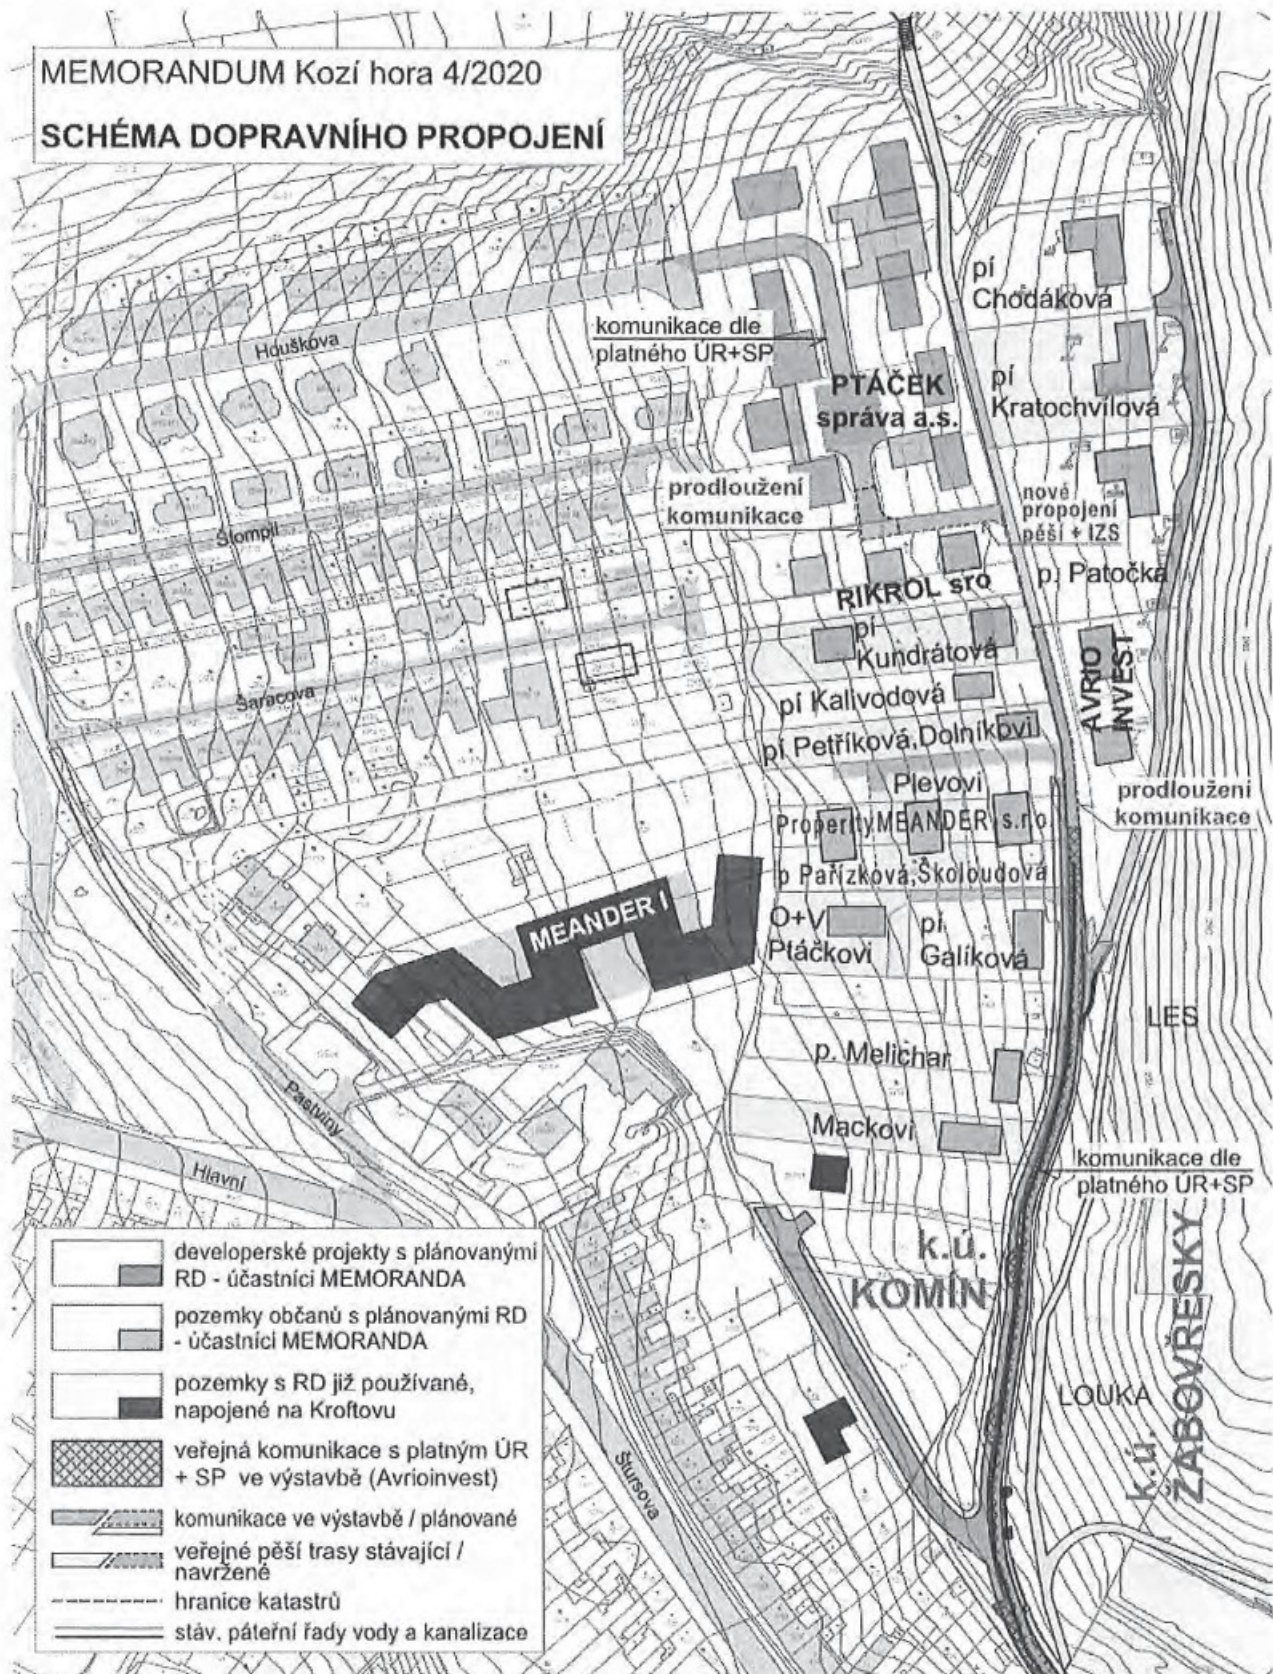 MEMORANDUM Kozí hora 4/2020
SCHÉMA DOPRAVNÍHO PROPOJENÍ
pí
Chodáková
komunikace dle
platného ÚR+SP
Houškova
PTÁČEK
správa a.s.
pí
Kratochvílová
prodloužení
komunikace
nové
propojení
pěší + IZS
Štompil
p. Patočka
RIKROL sro
pí
Kundrátová
Šaracova
pí Kalivodová
AVRIO
INVEST
pí Petříková,Dolníkovi
Plevovi
prodloužení
komunikace
Properity MEANDER s.r.o.
p Pařízková,Školoudová
MEANDER I
O+V
Ptáčkovi
pí
Galíková
LES
p. Melichar
Pastviny
Mackovi
Hlavní
komunikace dle
platného ÚR+SP
k.ú.
KOMÍN
k.ú.
ŽABOVŘESKY
LOUKA
Štursova
developerské projekty s plánovanými
RD - účastníci MEMORANDA
pozemky občanů s plánovanými RD
- účastníci MEMORANDA
pozemky s RD již používané,
napojené na Kroftovu
veřejná komunikace s platným ÚR
+ SP ve výstavbě (Avrioinvest)
komunikace ve výstavbě / plánované
veřejné pěší trasy stávající /
navržené
hranice katastrů
stáv. páteřní řady vody a kanalizace